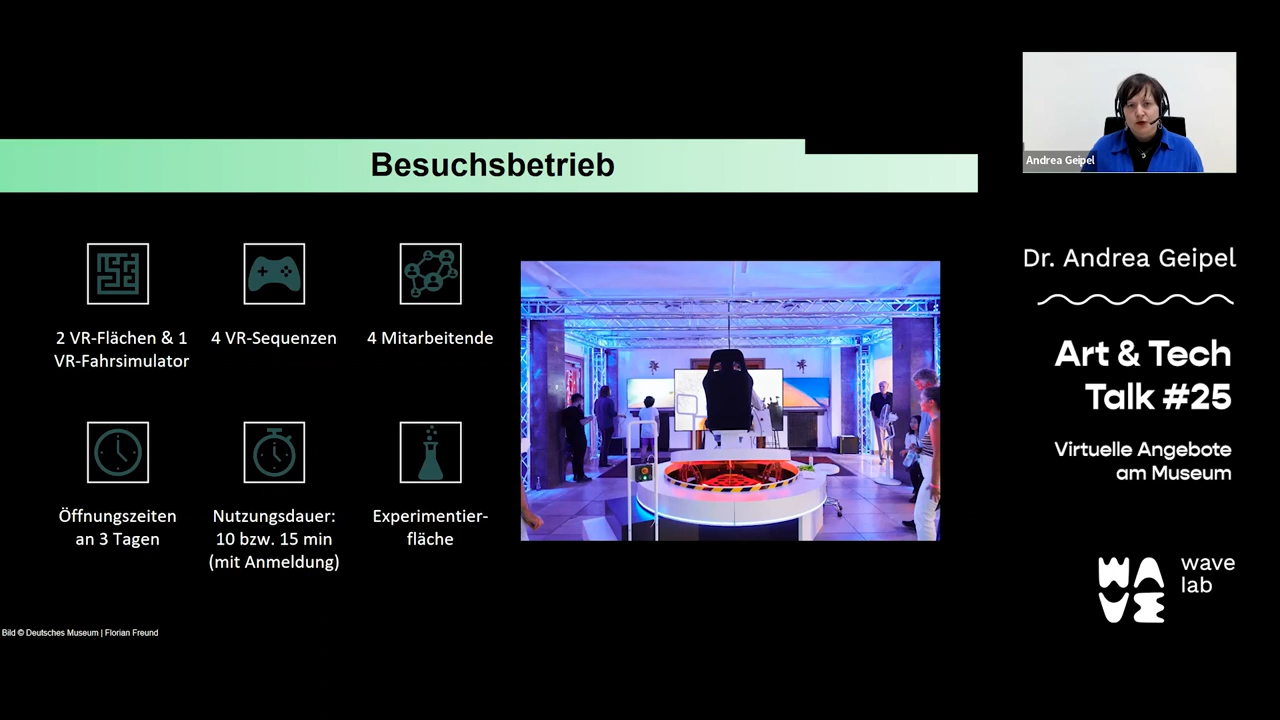 Besuchsbetrieb
2 VR-Flächen & 1
VR-Fahrsimulator
4 VR-Sequenzen
4 Mitarbeitende
Öffnungszeiten
an 3 Tagen
Nutzungsdauer:
10 bzw. 15 min
(mit Anmeldung)
Experimentier-
fläche
Bild © Deutsches Museum | Florian Freund
Andrea Geipel
Dr. Andrea Geipel
Art & Tech
Talk #25
Virtuelle Angebote
am Museum
WAVE
wave
lab